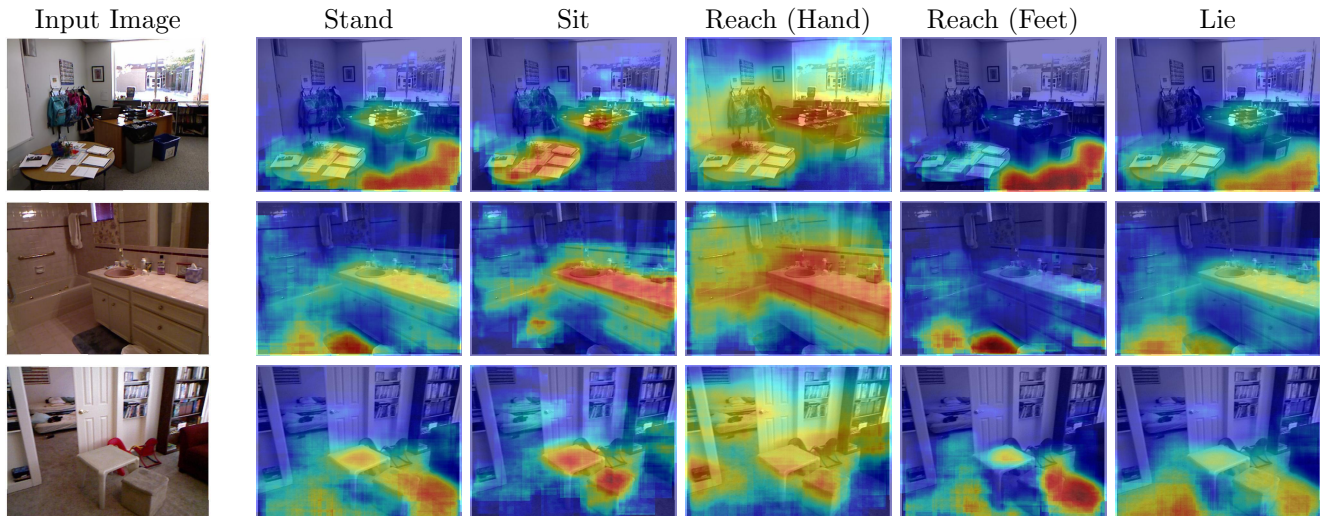 Input Image
Stand
Sit
Reach (Hand)
Reach (Feet)
Lie